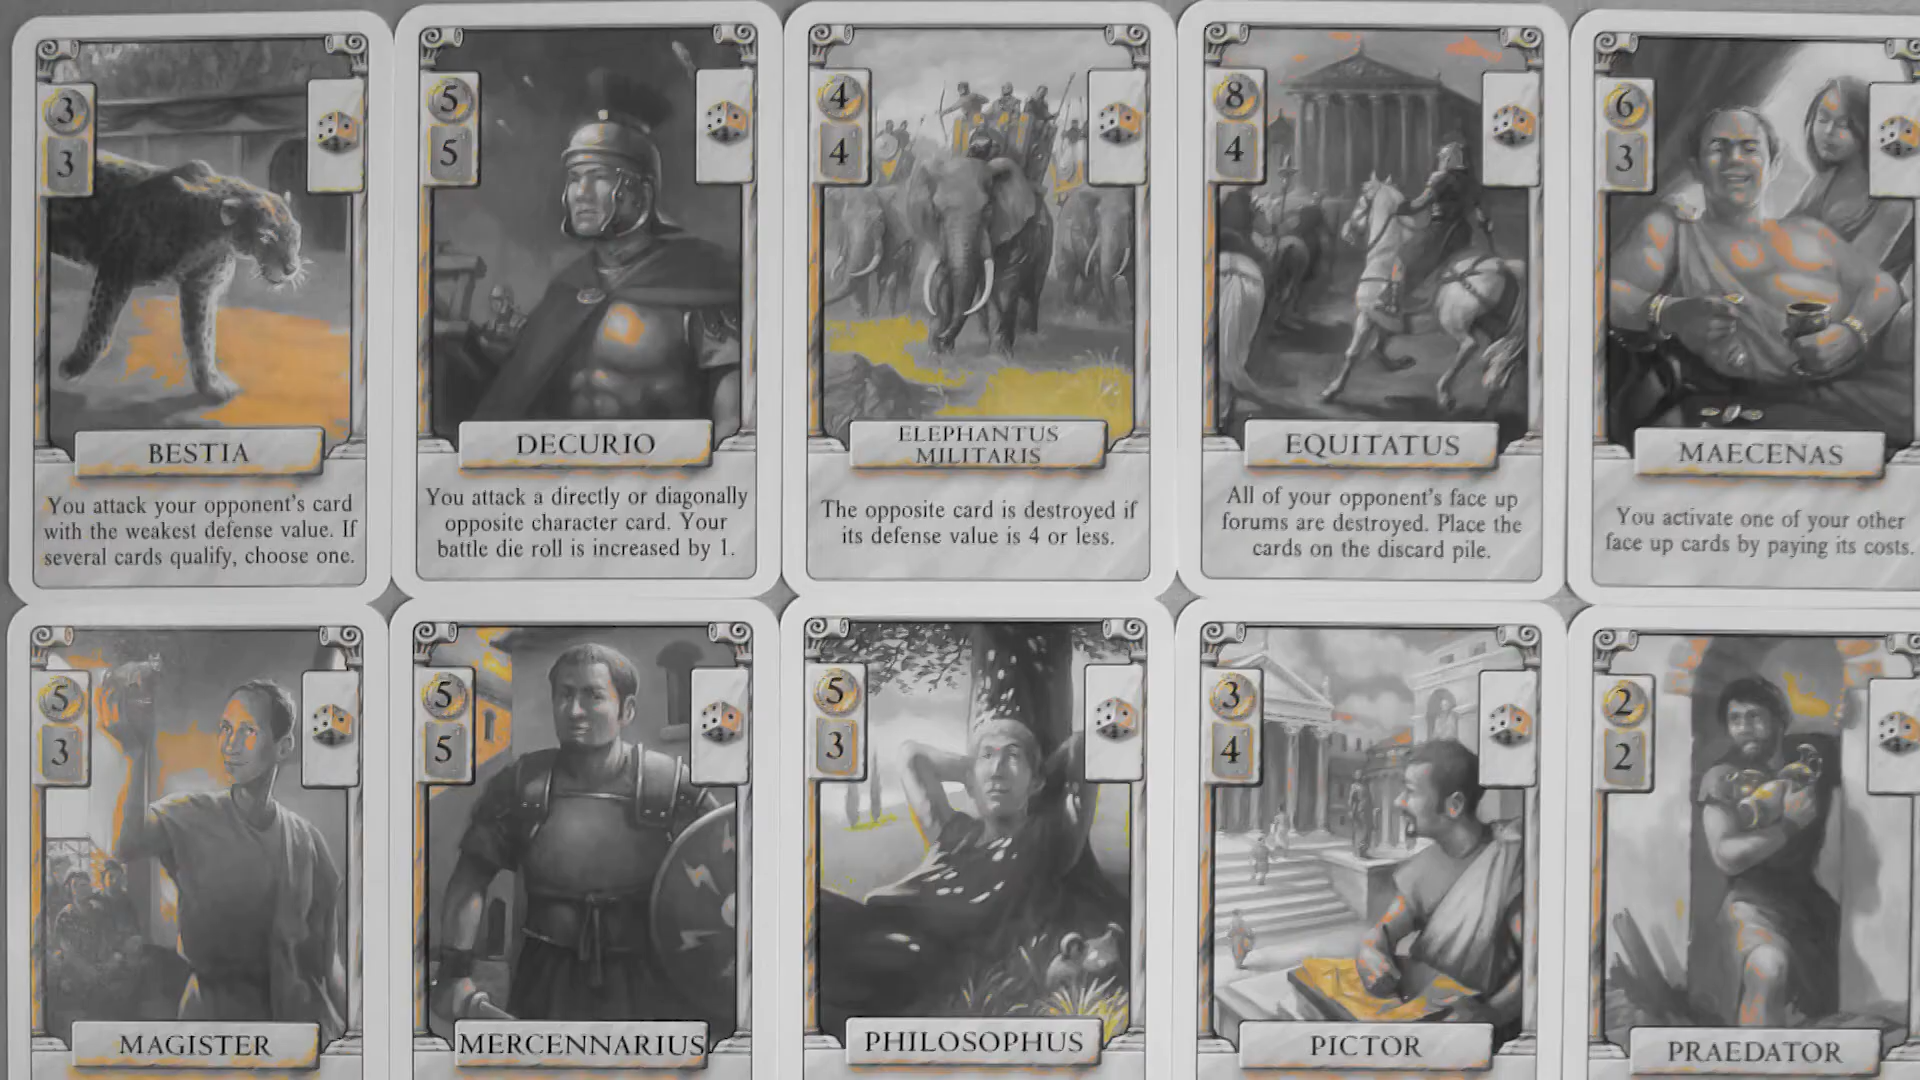 3
3
BESTIA
You attack your opponent's card
with the weakest defense value. If
several cards qualify, choose one.
5
5
DECURIO
You attack a directly or diagonally
opposite character card. Your
battle die roll is increased by 1.
4
4
ELEPHANTUS
MILITARIS
The opposite card is destroyed if
its defense value is 4 or less.
8
4
EQUITATUS
All of your opponent's face up
forums are destroyed. Place the
cards on the discard pile.
6
3
MAECENAS
You activate one of your other
face up cards by paying its costs.
5
3
MAGISTER
5
5
MERCENNARIUS
5
3
PHILOSOPHUS
3
4
PICTOR
2
2
PRAEDATOR